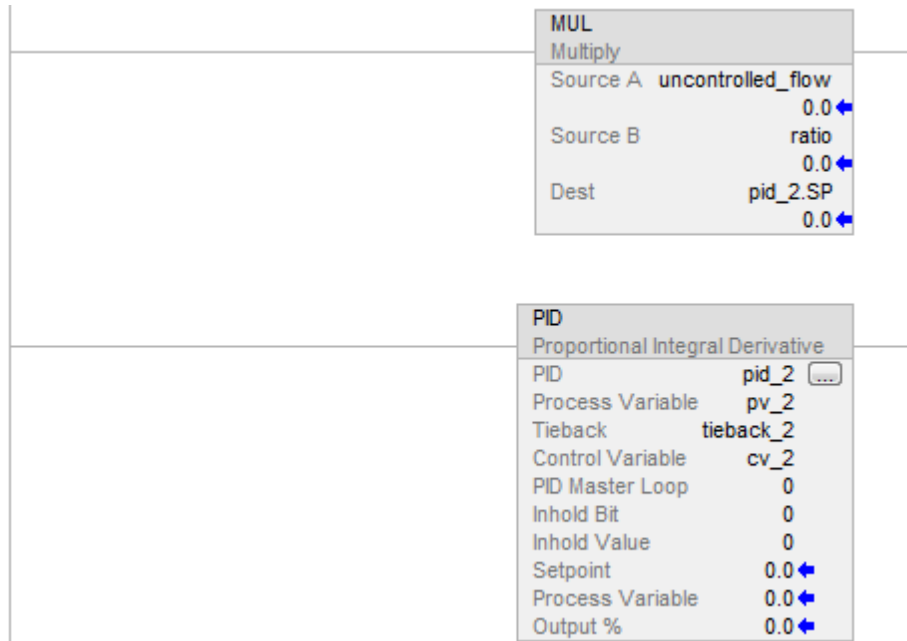 MUL
Multiply
Source A uncontrolled_flow
0.0
Source B ratio
0.0
Dest pid_2.SP
0.0
PID
Proportional Integral Derivative
PID pid_2 ...
Process Variable pv_2
Tieback tieback_2
Control Variable cv_2
PID Master Loop 0
Inhold Bit 0
Inhold Value 0
Setpoint 0.0
Process Variable 0.0
Output % 0.0